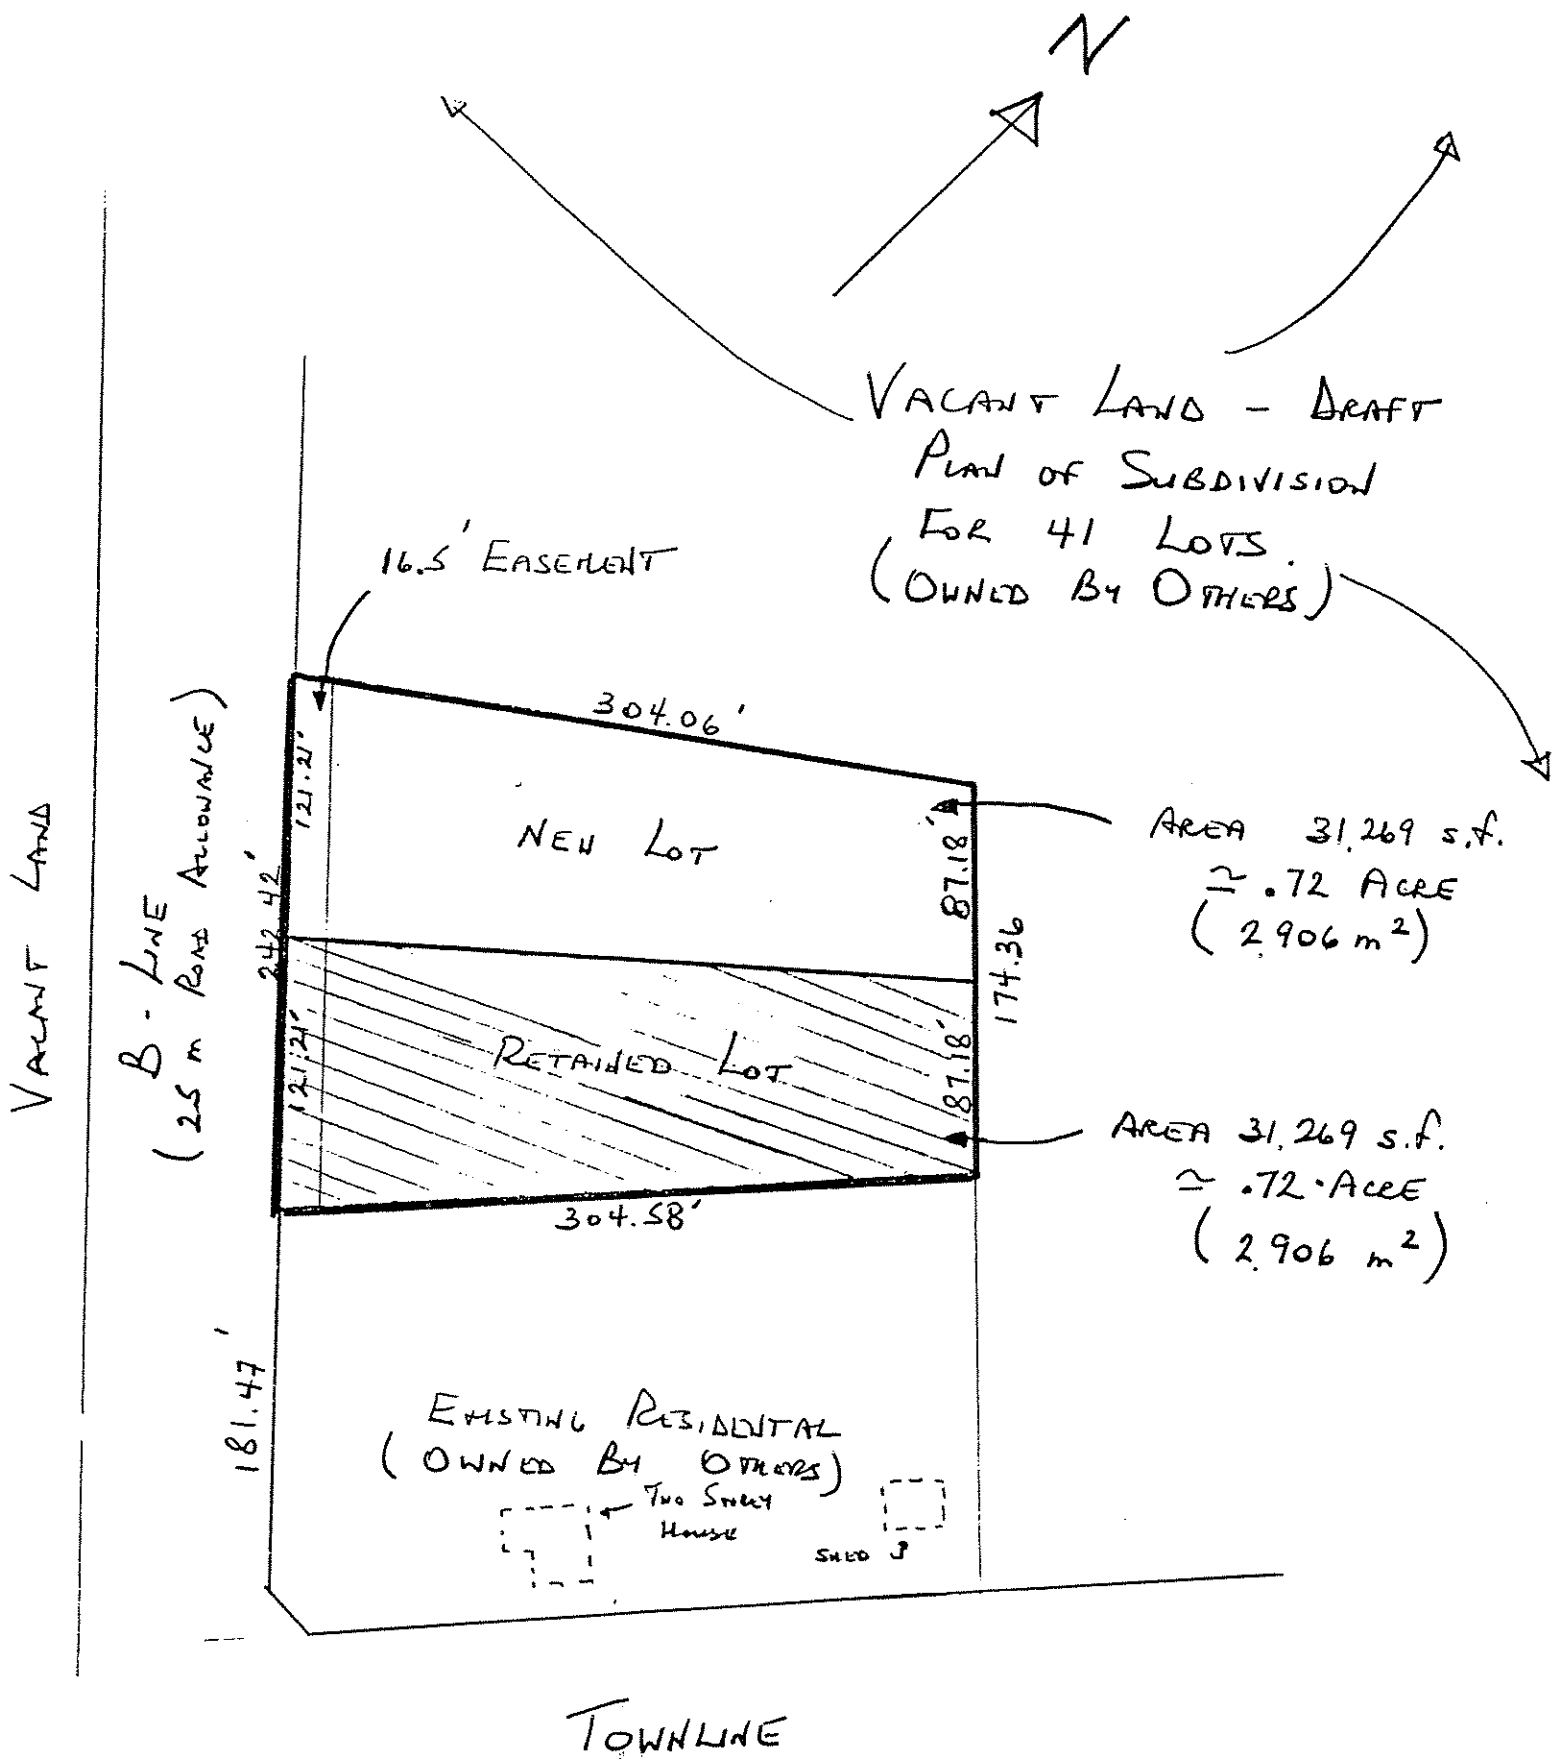 N
VACANT LAND - DRAFT
PLAN OF SUBDIVISION
FOR 41 LOTS.
(OWNED BY OTHERS)
16.5' EASEMENT
304.06'
121.21'
NEW LOT
87.18'
AREA 31,269 s.f.
≃ .72 ACRE
(2,906 m²)
VACANT LAND
B-LINE
(25 m ROAD ALLOWANCE)
242.42'
174.36
121.21'
RETAINED LOT
87.18'
AREA 31,269 s.f.
≃ .72 ACRE
(2,906 m²)
304.58'
181.47'
EXISTING RESIDENTAL
(OWNED BY OTHERS)
TWO STOREY
HOUSE
SHED
TOWNLINE